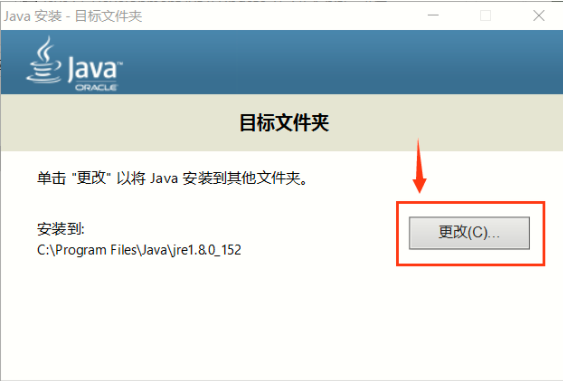 Java 安装 - 目标文件夹
Java™
ORACLE
目标文件夹
单击 "更改" 以将 Java 安装到其他文件夹。
安装到:
更改(C)...
C:\Program Files\Java\jre1.8.0_152